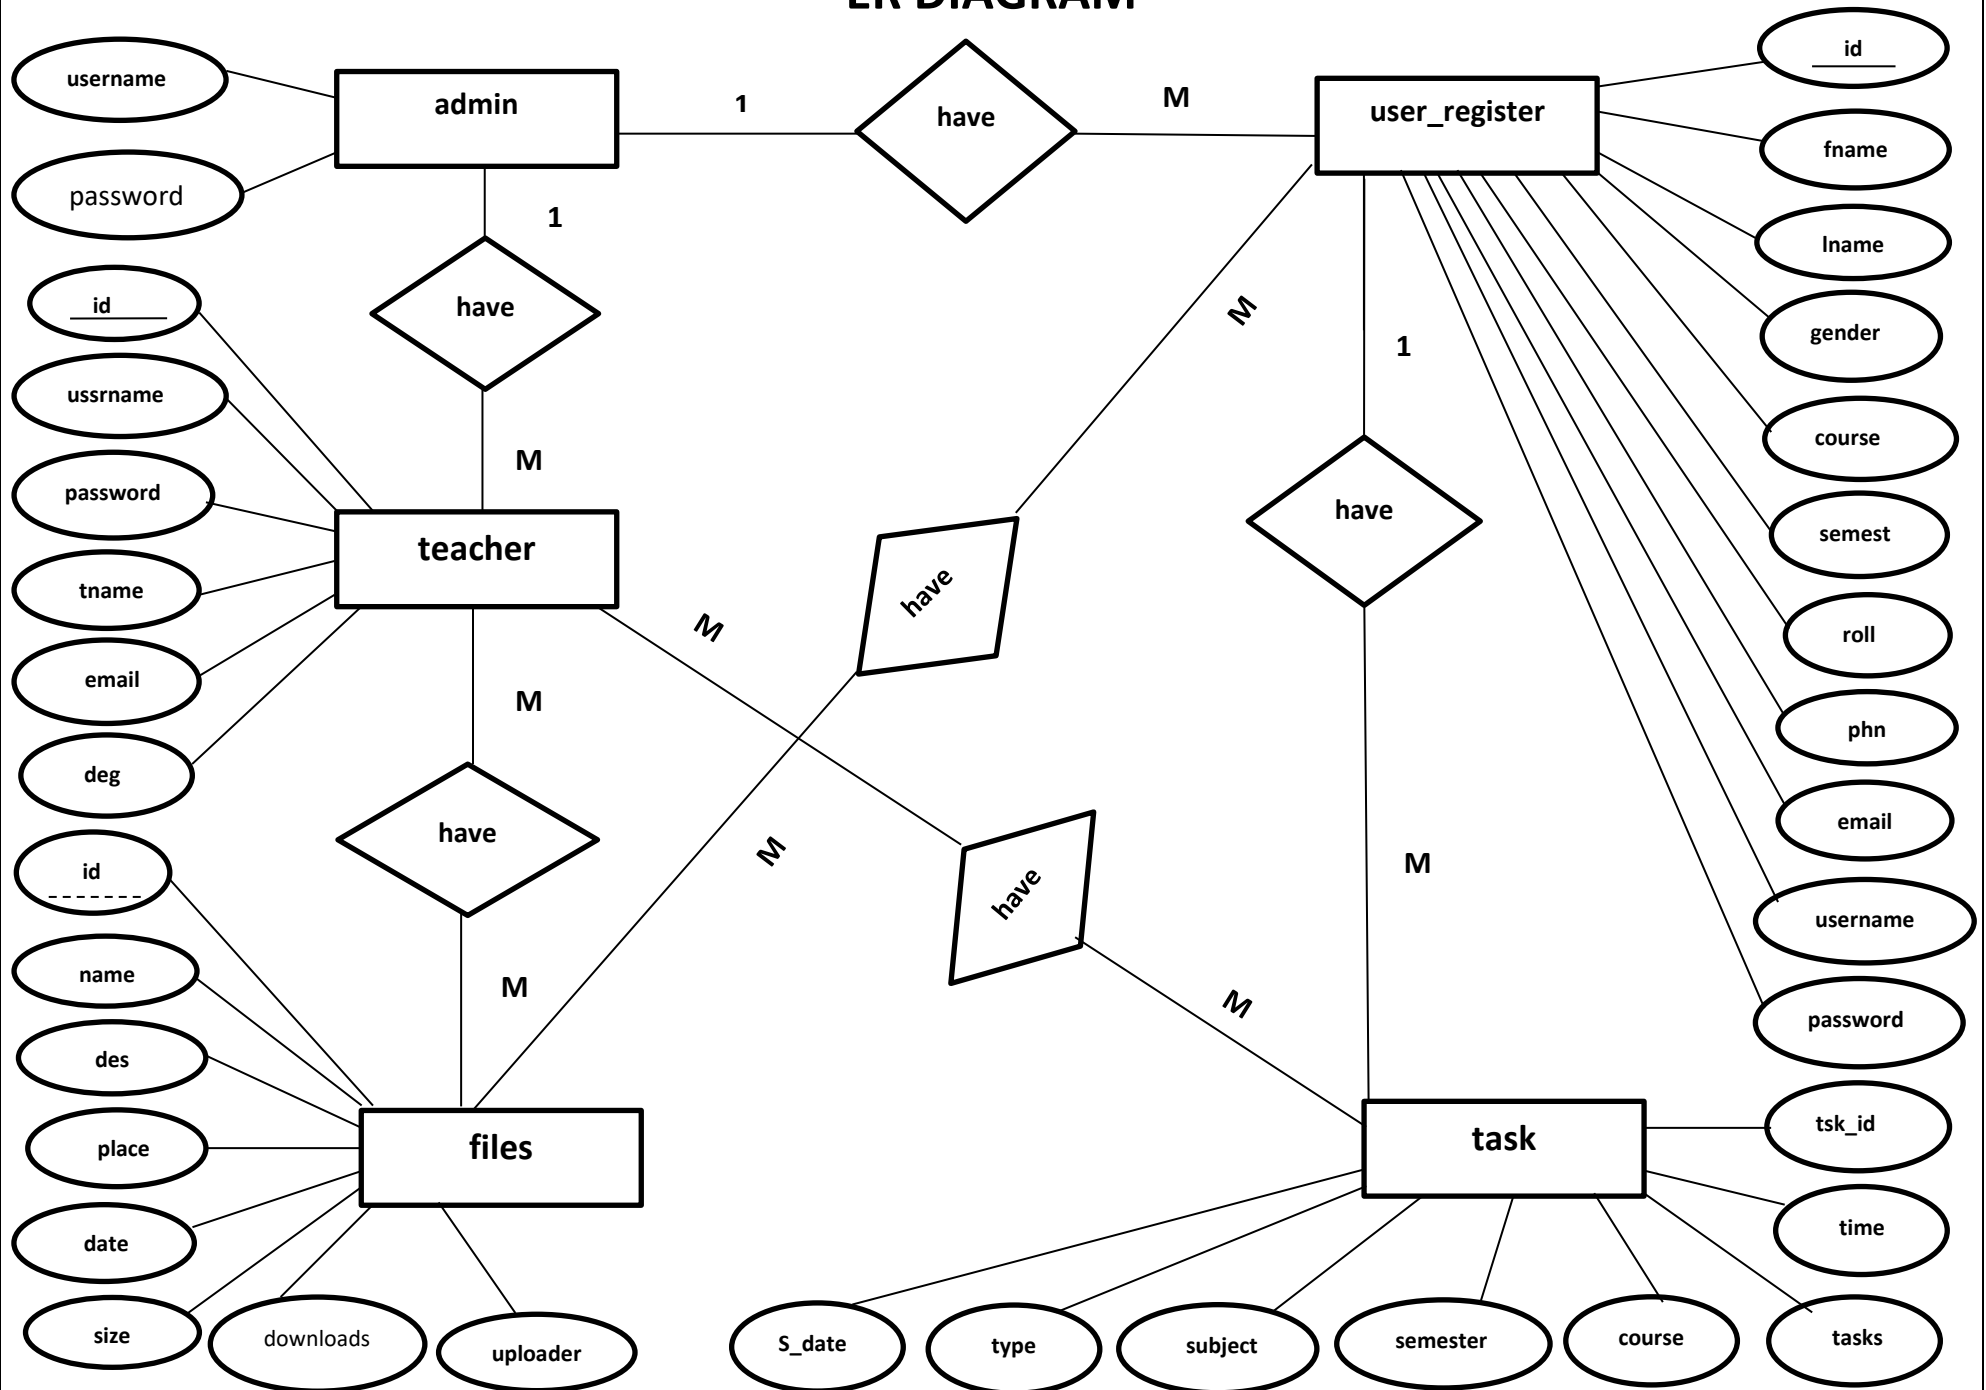 ER DIAGRAM
username
password
admin
1
have
M
user_register
id
fname
lname
gender
course
semest
roll
phn
email
username
password
1
have
M
id
ussrname
password
tname
email
deg
teacher
M
have
M
M
have
M
1
have
M
M
have
M
id
name
des
place
date
size
downloads
uploader
files
task
tsk_id
time
tasks
course
semester
subject
type
S_date